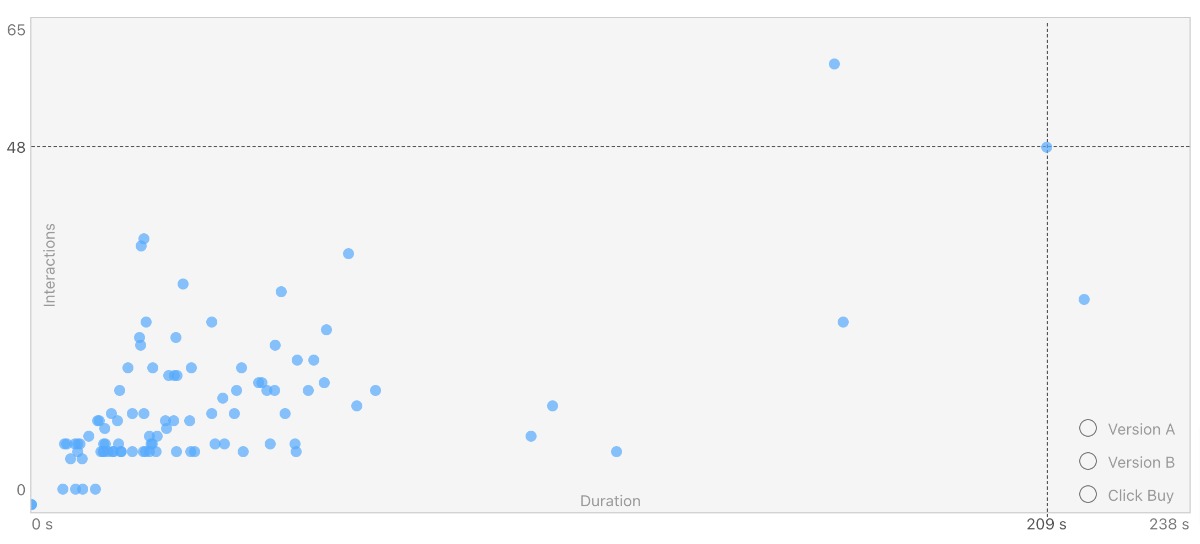 65
48
Interactions
Version A
Version B
0
Duration
Click Buy
0 s
209 s
238 s